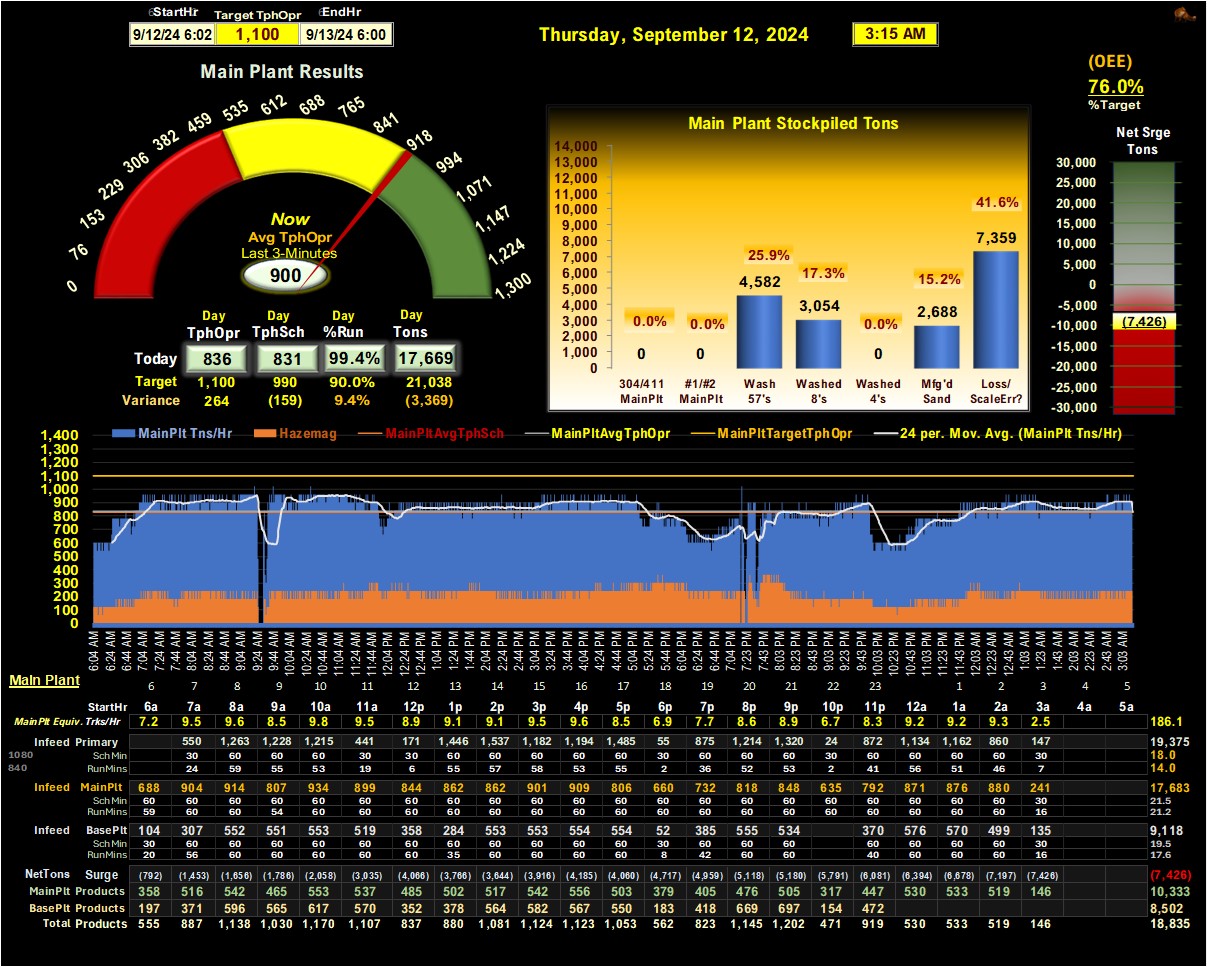 StartHr Target TphOpr EndHr
9/12/24 6:02 1,100 9/13/24 6:00
Thursday, September 12, 2024 3:15 AM
(OEE)
76.0%
%Target
Main Plant Results
0 76 153 229 306 382 459 535 612 688 765 841 918 994 1,071 1,147 1,224 1,300
Now
Avg TphOpr
Last 3-Minutes
900
Day Day Day Day
TphOpr TphSch %Run Tons
Today 836 831 99.4% 17,669
Target 1,100 990 90.0% 21,038
Variance 264 (159) 9.4% (3,369)
Main Plant Stockpiled Tons
14,000
13,000
12,000
11,000
10,000
9,000
8,000
7,000
6,000
5,000
4,000
3,000
2,000
1,000
0
0.0% 0.0% 25.9% 17.3% 0.0% 15.2% 41.6%
0 0 4,582 3,054 0 2,688 7,359
304/411 #1/#2 Wash Washed Washed Mfg'd Loss/
MainPlt MainPlt 57's 8's 4's Sand ScaleErr?
Net Srge
Tons
30,000
25,000
20,000
15,000
10,000
5,000
0
-5,000
-10,000
-15,000
-20,000
-25,000
-30,000
(7,426)
MainPlt Tns/Hr Hazemag MainPltAvgTphSch MainPltAvgTphOpr MainPltTargetTphOpr 24 per. Mov. Avg. (MainPlt Tns/Hr)
1,400
1,300
1,200
1,100
1,000
900
800
700
600
500
400
300
200
100
0
6:04 AM 6:24 AM 6:44 AM 7:04 AM 7:24 AM 7:44 AM 8:04 AM 8:24 AM 8:44 AM 9:04 AM 9:24 AM 9:44 AM 10:04 AM 10:24 AM 10:44 AM 11:04 AM 11:24 AM 11:44 AM 12:04 PM 12:24 PM 12:44 PM 1:04 PM 1:24 PM 1:44 PM 2:04 PM 2:24 PM 2:44 PM 3:04 PM 3:24 PM 3:44 PM 4:04 PM 4:24 PM 4:44 PM 5:04 PM 5:24 PM 5:44 PM 6:04 PM 6:24 PM 6:44 PM 7:04 PM 7:23 PM 7:43 PM 8:03 PM 8:23 PM 8:43 PM 9:03 PM 9:23 PM 9:43 PM 10:03 PM 10:23 PM 10:43 PM 11:03 PM 11:23 PM 11:43 PM 12:03 AM 12:23 AM 12:43 AM 1:03 AM 1:23 AM 1:43 AM 2:03 AM 2:23 AM 2:43 AM 3:03 AM
Main Plant
6 7 8 9 10 11 12 13 14 15 16 17 18 19 20 21 22 23 1 2 3 4 5
StartHr 6a 7a 8a 9a 10a 11a 12p 1p 2p 3p 4p 5p 6p 7p 8p 9p 10p 11p 12a 1a 2a 3a 4a 5a
MainPlt Equiv. Trks/Hr 7.2 9.5 9.6 8.5 9.8 9.5 8.9 9.1 9.1 9.5 9.6 8.5 6.9 7.7 8.6 8.9 6.7 8.3 9.2 9.2 9.3 2.5 186.1
Infeed Primary 550 1,263 1,228 1,215 441 171 1,446 1,537 1,182 1,194 1,485 55 875 1,214 1,320 24 872 1,134 1,162 860 147 19,375
1080 Sch Min 30 60 60 60 30 30 60 60 60 60 60 30 60 60 60 30 60 60 60 60 30 18.0
840 RunMins 24 59 55 53 19 6 55 57 58 53 55 2 36 52 53 2 41 56 51 46 7 14.0
Infeed MainPlt 688 904 914 807 934 899 844 862 862 901 909 806 660 732 818 848 635 792 871 876 880 241 17,683
Sch Min 60 60 60 60 60 60 60 60 60 60 60 60 60 60 60 60 60 60 60 60 60 30 21.5
RunMins 59 60 60 54 60 60 60 60 60 60 60 60 60 60 60 60 60 60 60 60 60 16 21.2
Infeed BasePlt 104 307 552 551 553 519 358 284 553 553 554 554 52 385 555 534 370 576 570 499 135 9,118
Sch Min 30 60 60 60 60 60 60 60 60 60 60 60 30 60 60 60 60 60 60 60 30 19.5
RunMins 20 56 60 60 60 60 60 35 60 60 60 60 8 42 60 60 40 60 60 60 16 17.6
NetTons Surge (792) (1,453) (1,656) (1,786) (2,058) (3,035) (4,066) (3,766) (3,644) (3,916) (4,185) (4,060) (4,717) (4,959) (5,118) (5,180) (5,791) (6,081) (6,394) (6,678) (7,197) (7,426) (7,426)
MainPlt Products 358 516 542 465 553 537 485 502 517 542 556 503 379 405 476 505 317 447 530 533 519 146 10,333
BasePlt Products 197 371 596 565 617 570 352 378 564 582 567 550 183 418 669 697 154 472 8,502
Total Products 555 887 1,138 1,030 1,170 1,107 837 880 1,081 1,124 1,123 1,053 562 823 1,145 1,202 471 919 530 533 519 146 18,835